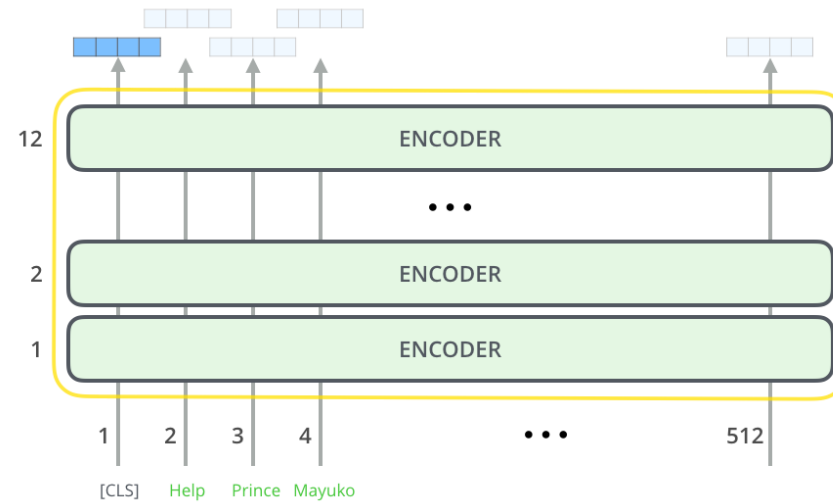 12 ENCODER
...
2 ENCODER
1 ENCODER
1 2 3 4 ... 512
[CLS] Help Prince Mayuko